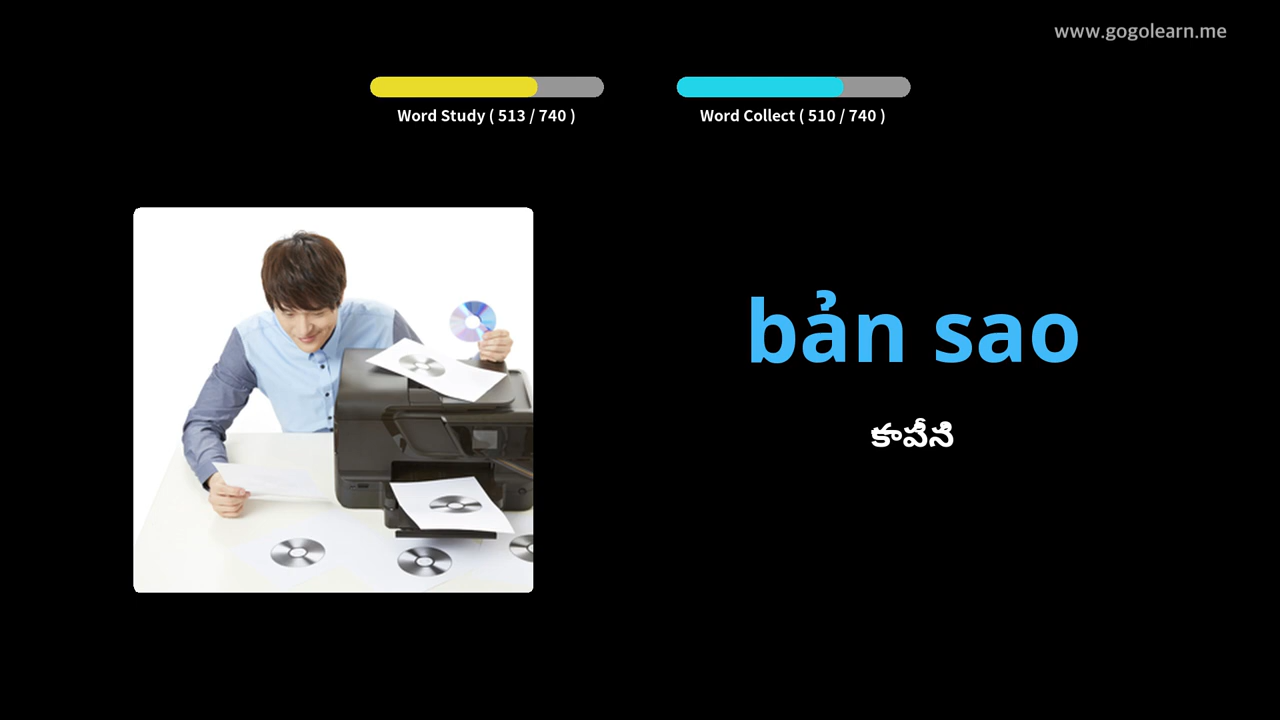 www.gogolearn.me
Word Study ( 513 / 740 )
Word Collect ( 510 / 740 )
bản sao
కాపీని